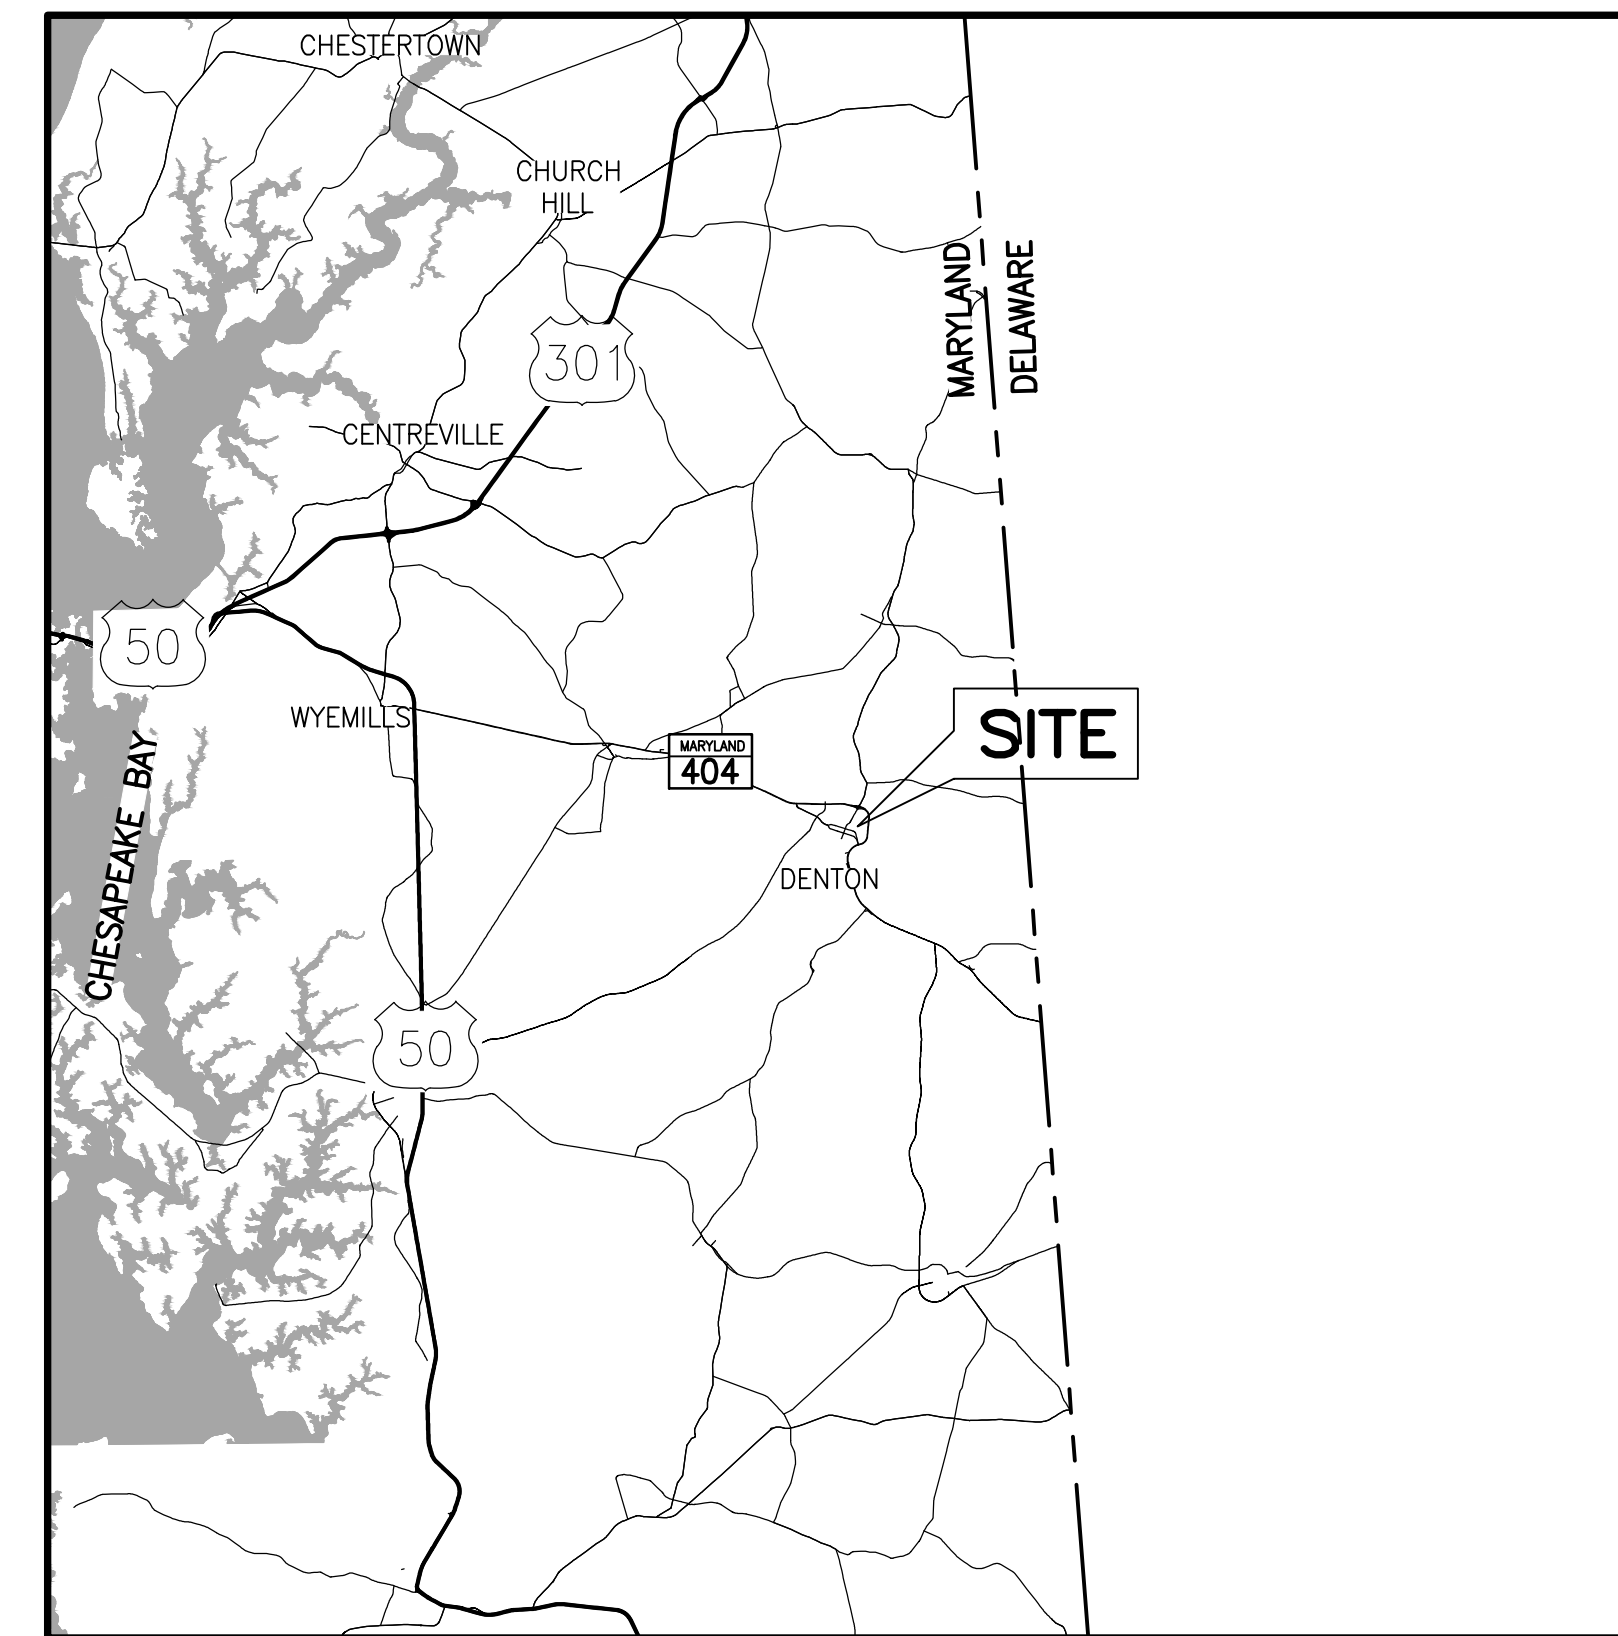 CHESTERTOWN
CHURCH
HILL
MARYLAND
DELAWARE
301
CENTREVILLE
50
WYEMILLS
SITE
MARYLAND
404
CHESAPEAKE BAY
DENTON
50